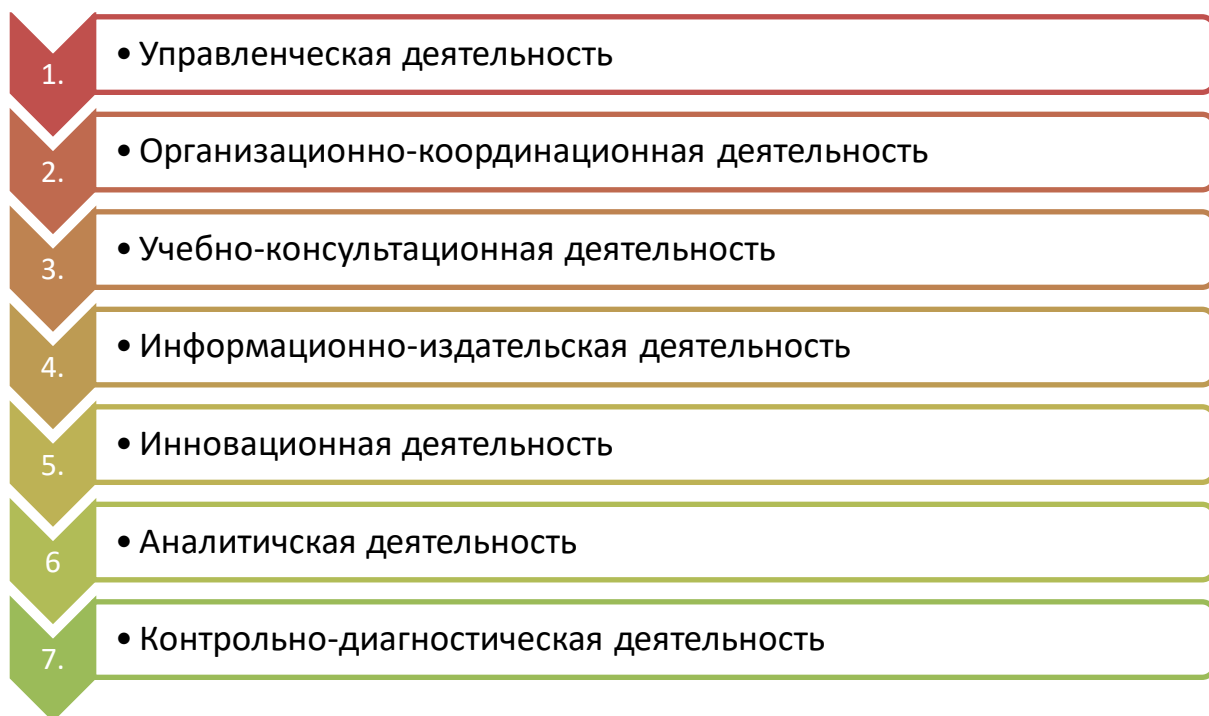 1. • Управленческая деятельность
2. • Организационно-координационная деятельность
3. • Учебно-консультационная деятельность
4. • Информационно-издательская деятельность
5. • Инновационная деятельность
6 • Аналитичская деятельность
7. • Контрольно-диагностическая деятельность